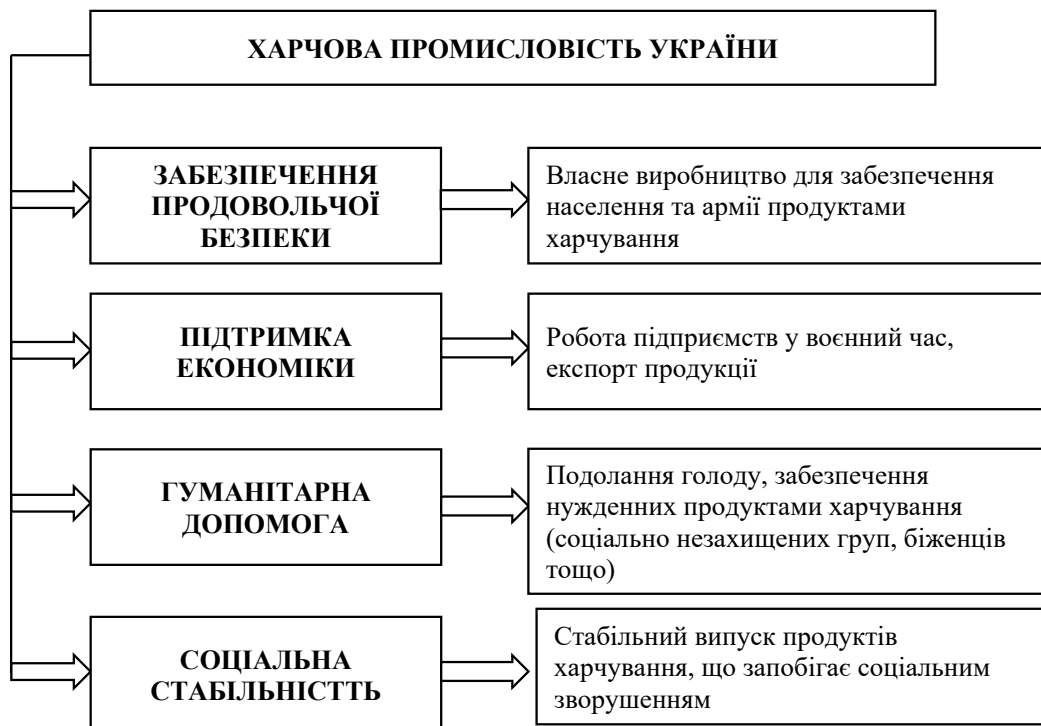 ХАРЧОВА ПРОМИСЛОВІСТЬ УКРАЇНИ
ЗАБЕЗПЕЧЕННЯ
ПРОДОВОЛЬЧОЇ
БЕЗПЕКИ
Власне виробництво для забезпечення
населення та армії продуктами
харчування
ПІДТРИМКА
ЕКОНОМІКИ
Робота підприємств у воєнний час,
експорт продукції
ГУМАНІТАРНА
ДОПОМОГА
Подолання голоду, забезпечення
нужденних продуктами харчування
(соціально незахищених груп, біженців
тощо)
СОЦІАЛЬНА
СТАБІЛЬНІСТТЬ
Стабільний випуск продуктів
харчування, що запобігає соціальним
зворушенням